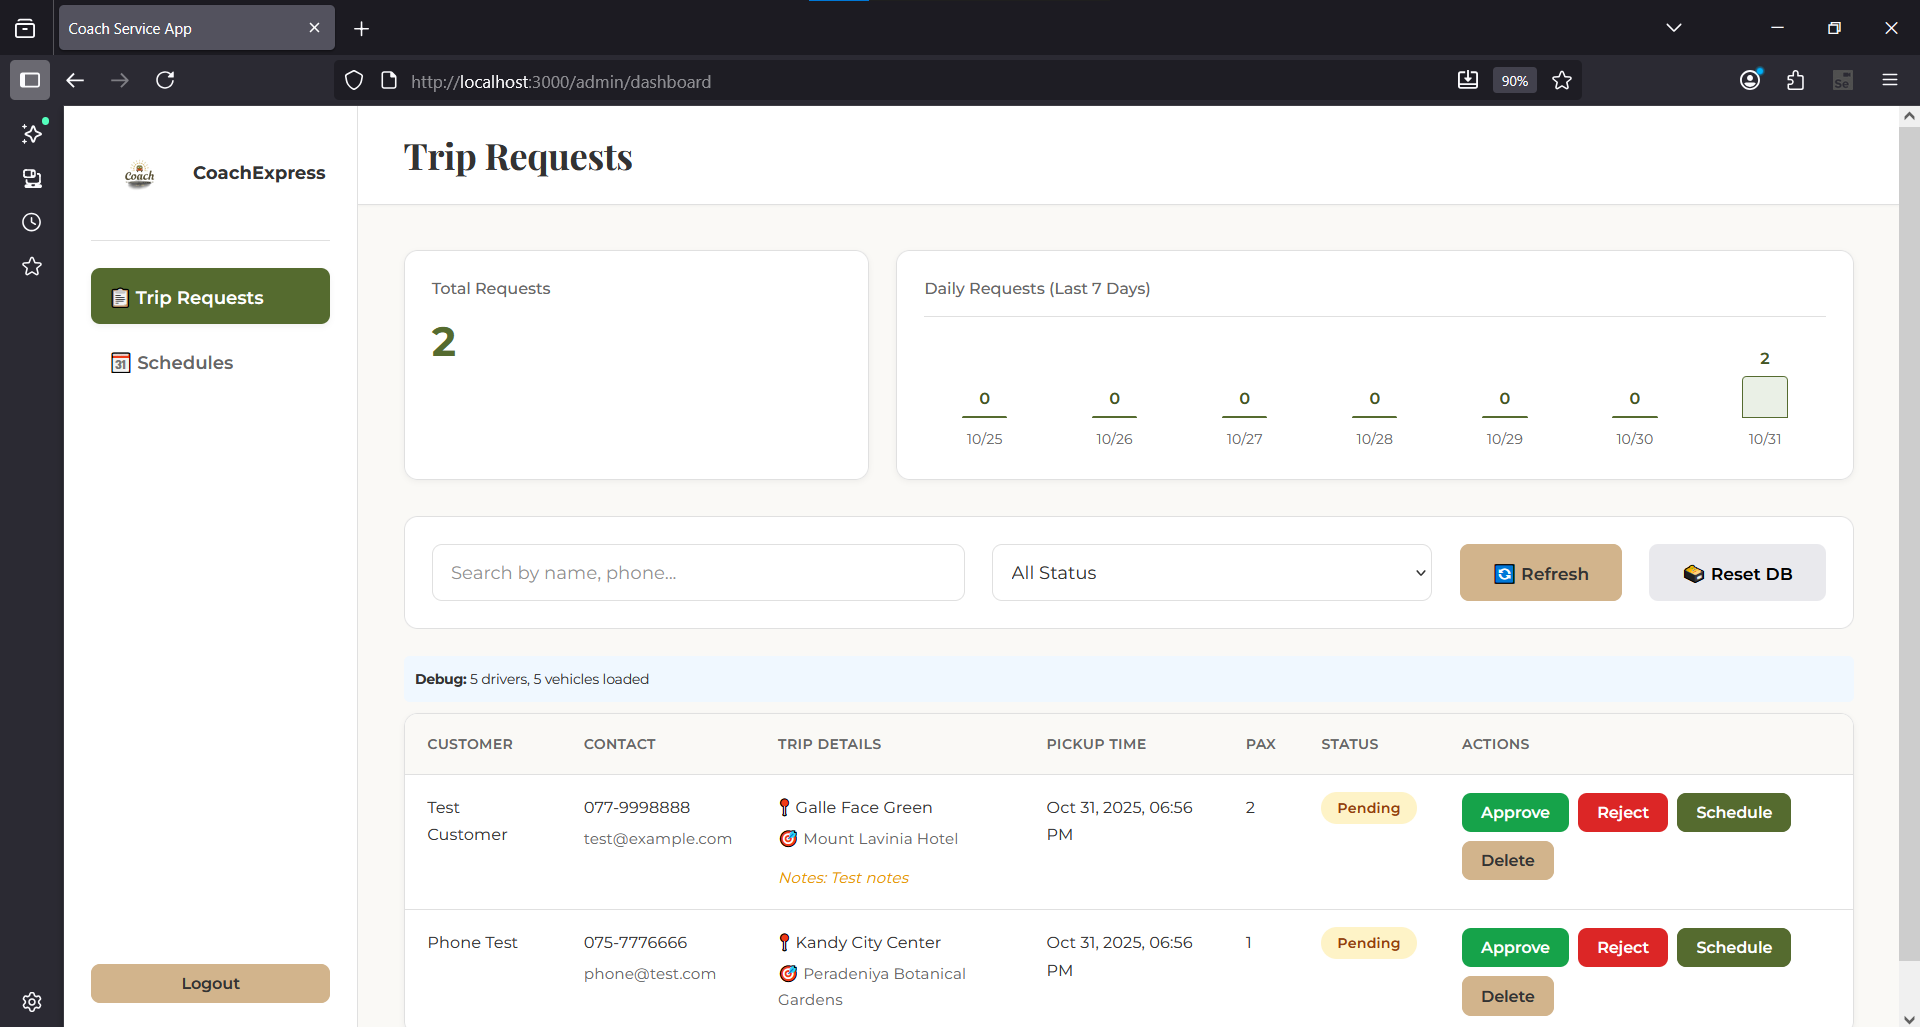 Coach Service App
http://localhost:3000/admin/dashboard
90%
Se
Coach
CoachExpress
Trip Requests
Schedules
Logout
Trip Requests
Total Requests
2
Daily Requests (Last 7 Days)
0
0
0
0
0
0
2
10/25
10/26
10/27
10/28
10/29
10/30
10/31
Search by name, phone...
All Status
Refresh
Reset DB
Debug: 5 drivers, 5 vehicles loaded
CUSTOMER CONTACT TRIP DETAILS PICKUP TIME PAX STATUS ACTIONS
Test
Customer
077-9998888
test@example.com
Galle Face Green
Mount Lavinia Hotel
Notes: Test notes
Oct 31, 2025, 06:56
PM
2
Pending
Approve
Reject
Schedule
Delete
Phone Test
075-7776666
phone@test.com
Kandy City Center
Peradeniya Botanical
Gardens
Oct 31, 2025, 06:56
PM
1
Pending
Approve
Reject
Schedule
Delete